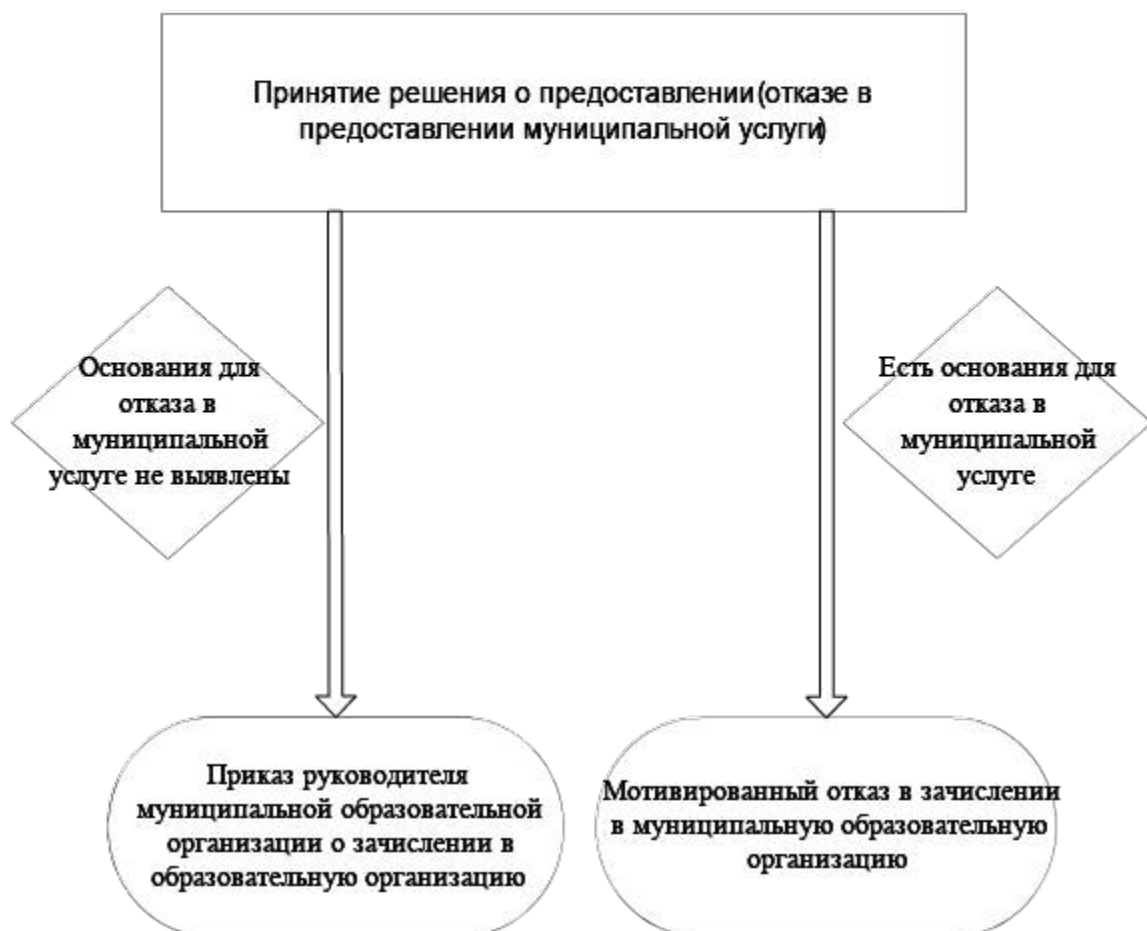 Принятие решения о предоставлении(отказе в
предоставлении муниципальной услуги)
Основания для
отказа в
муниципальной
услуге не выявлены
Есть основания для
отказа в
муниципальной
услуге
Приказ руководителя
муниципальной образовательной
организации о зачислении в
образовательную организацию
Мотивированный отказ в зачислении
в муниципальную образовательную
организацию